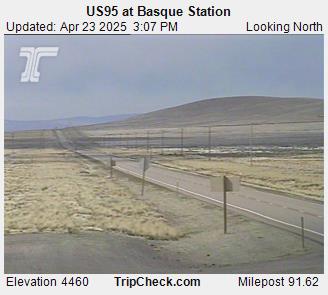 US95 at Basque Station
Updated: Apr 23 2025 3:07 PM Looking North
Elevation 4460 TripCheck.com Milepost 91.62